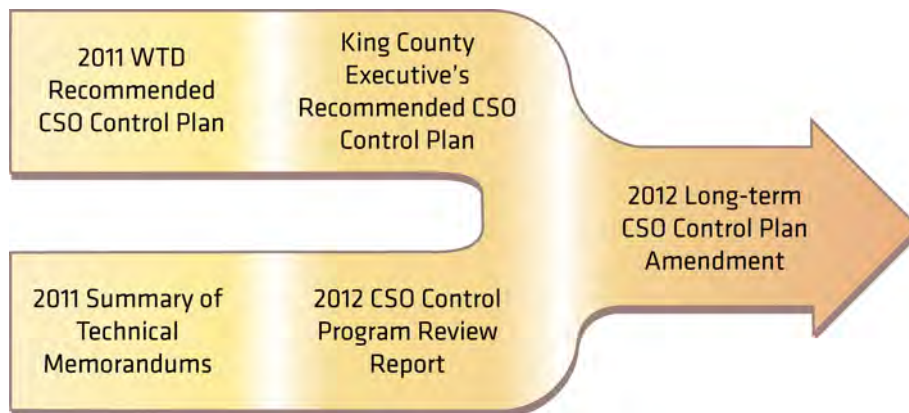 2011 WTD
Recommended
CSO Control Plan
King County
Executive's
Recommended CSO
Control Plan
2012 Long-term
CSO Control Plan
Amendment
2011 Summary of
Technical
Memorandums
2012 CSO Control
Program Review
Report